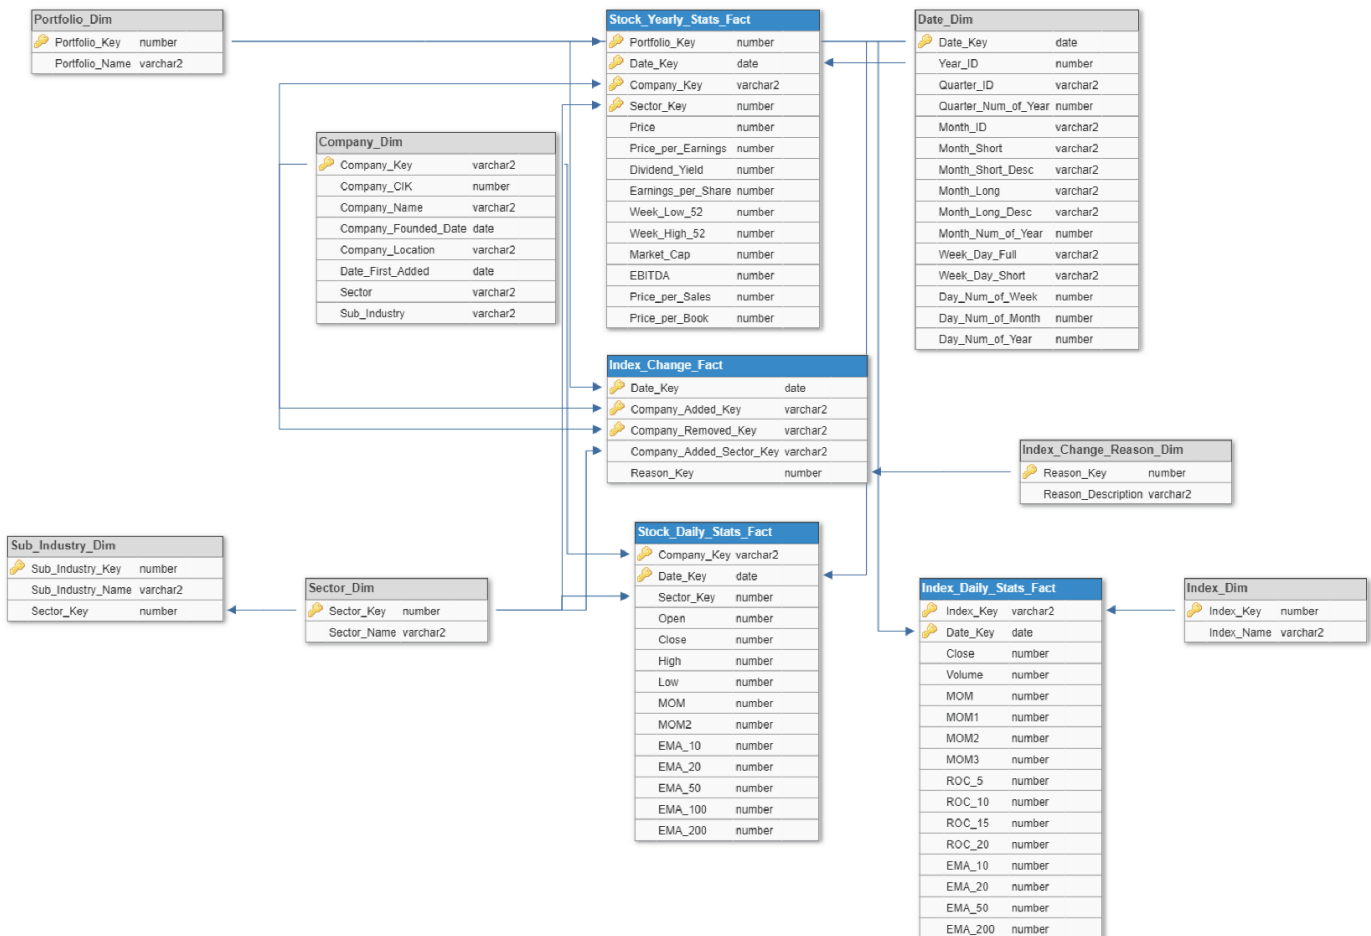 Portfolio_Dim
Portfolio_Key number
Portfolio_Name varchar2
Stock_Yearly_Stats_Fact
Portfolio_Key number
Date_Key date
Company_Key varchar2
Sector_Key number
Price number
Price_per_Earnings number
Dividend_Yield number
Earnings_per_Share number
Week_Low_52 number
Week_High_52 number
Market_Cap number
EBITDA number
Price_per_Sales number
Price_per_Book number
Date_Dim
Date_Key date
Year_ID number
Quarter_ID varchar2
Quarter_Num_of_Year number
Month_ID varchar2
Month_Short varchar2
Month_Short_Desc varchar2
Month_Long varchar2
Month_Long_Desc varchar2
Month_Num_of_Year number
Week_Day_Full varchar2
Week_Day_Short varchar2
Day_Num_of_Week number
Day_Num_of_Month number
Day_Num_of_Year number
Company_Dim
Company_Key varchar2
Company_CIK number
Company_Name varchar2
Company_Founded_Date date
Company_Location varchar2
Date_First_Added date
Sector varchar2
Sub_Industry varchar2
Index_Change_Fact
Date_Key date
Company_Added_Key varchar2
Company_Removed_Key varchar2
Company_Added_Sector_Key varchar2
Reason_Key number
Index_Change_Reason_Dim
Reason_Key number
Reason_Description varchar2
Sub_Industry_Dim
Sub_Industry_Key number
Sub_Industry_Name varchar2
Sector_Key number
Sector_Dim
Sector_Key number
Sector_Name varchar2
Stock_Daily_Stats_Fact
Company_Key varchar2
Date_Key date
Sector_Key number
Open number
Close number
High number
Low number
MOM number
MOM2 number
EMA_10 number
EMA_20 number
EMA_50 number
EMA_100 number
EMA_200 number
Index_Daily_Stats_Fact
Index_Key varchar2
Date_Key date
Close number
Volume number
MOM number
MOM1 number
MOM2 number
MOM3 number
ROC_5 number
ROC_10 number
ROC_15 number
ROC_20 number
EMA_10 number
EMA_20 number
EMA_50 number
EMA_200 number
Index_Dim
Index_Key number
Index_Name varchar2